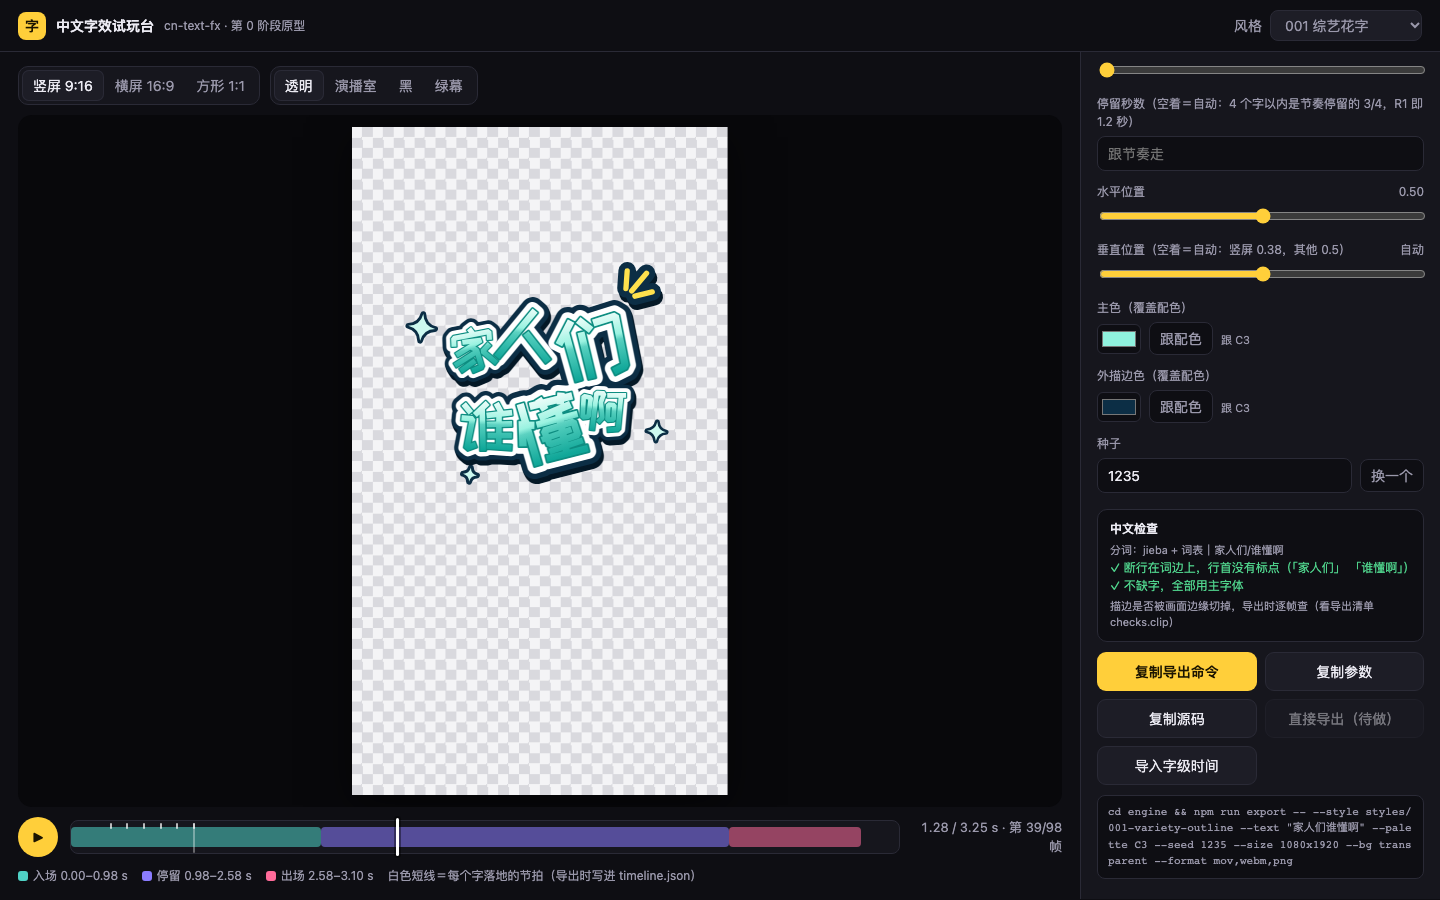 字 中文字效试玩台 cn-text-fx · 第 0 阶段原型
风格 001 综艺花字
竖屏 9:16 横屏 16:9 方形 1:1 透明 演播室 黑 绿幕
家人们
谁懂啊
1.28 / 3.25 s · 第 39/98
帧
入场 0.00–0.98 s 停留 0.98–2.58 s 出场 2.58–3.10 s 白色短线＝每个字落地的节拍（导出时写进 timeline.json）
停留秒数（空着＝自动：4 个字以内是节奏停留的 3/4，R1 即
1.2 秒）
跟节奏走
水平位置 0.50
垂直位置（空着＝自动：竖屏 0.38，其他 0.5） 自动
主色（覆盖配色）
跟配色 跟 C3
外描边色（覆盖配色）
跟配色 跟 C3
种子
1235 换一个
中文检查
分词：jieba + 词表｜家人们/谁懂啊
✓ 断行在词边上，行首没有标点（「家人们」 「谁懂啊」）
✓ 不缺字，全部用主字体
描边是否被画面边缘切掉，导出时逐帧查（看导出清单
checks.clip）
复制导出命令 复制参数
复制源码 直接导出（待做）
导入字级时间
cd engine && npm run export -- --style styles/
001-variety-outline --text "家人们谁懂啊" --pale
tte C3 --seed 1235 --size 1080x1920 --bg trans
parent --format mov,webm,png